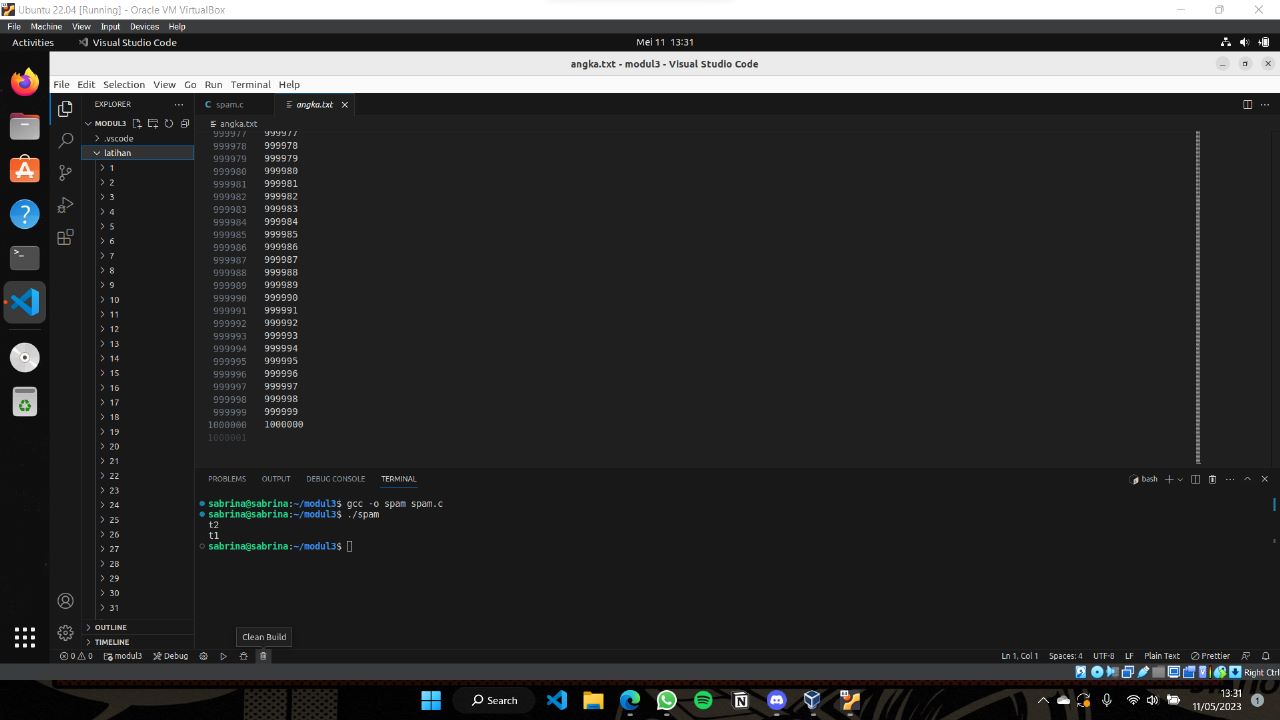 Ubuntu 22.04 [Running] - Oracle VM VirtualBox
File Machine View Input Devices Help
Activities Visual Studio Code Mei 11 13:31
angka.txt - modul3 - Visual Studio Code
File Edit Selection View Go Run Terminal Help
EXPLORER
MODUL3
.vscode
latihan
1
2
3
4
5
6
7
8
9
10
11
12
13
14
15
16
17
18
19
20
21
22
23
24
25
26
27
28
29
30
31
OUTLINE
TIMELINE
C spam.c angka.txt
angka.txt
999977 999977
999978 999978
999979 999979
999980 999980
999981 999981
999982 999982
999983 999983
999984 999984
999985 999985
999986 999986
999987 999987
999988 999988
999989 999989
999990 999990
999991 999991
999992 999992
999993 999993
999994 999994
999995 999995
999996 999996
999997 999997
999998 999998
999999 999999
1000000 1000000
1000001
PROBLEMS OUTPUT DEBUG CONSOLE TERMINAL bash
sabrina@sabrina:~/modul3$ gcc -o spam spam.c
sabrina@sabrina:~/modul3$ ./spam
t2
t1
sabrina@sabrina:~/modul3$
Clean Build
0 0 modul3 Debug Ln 1, Col 1 Spaces: 4 UTF-8 LF Plain Text Prettier
Right Ctrl
Search
13:31
11/05/2023
1